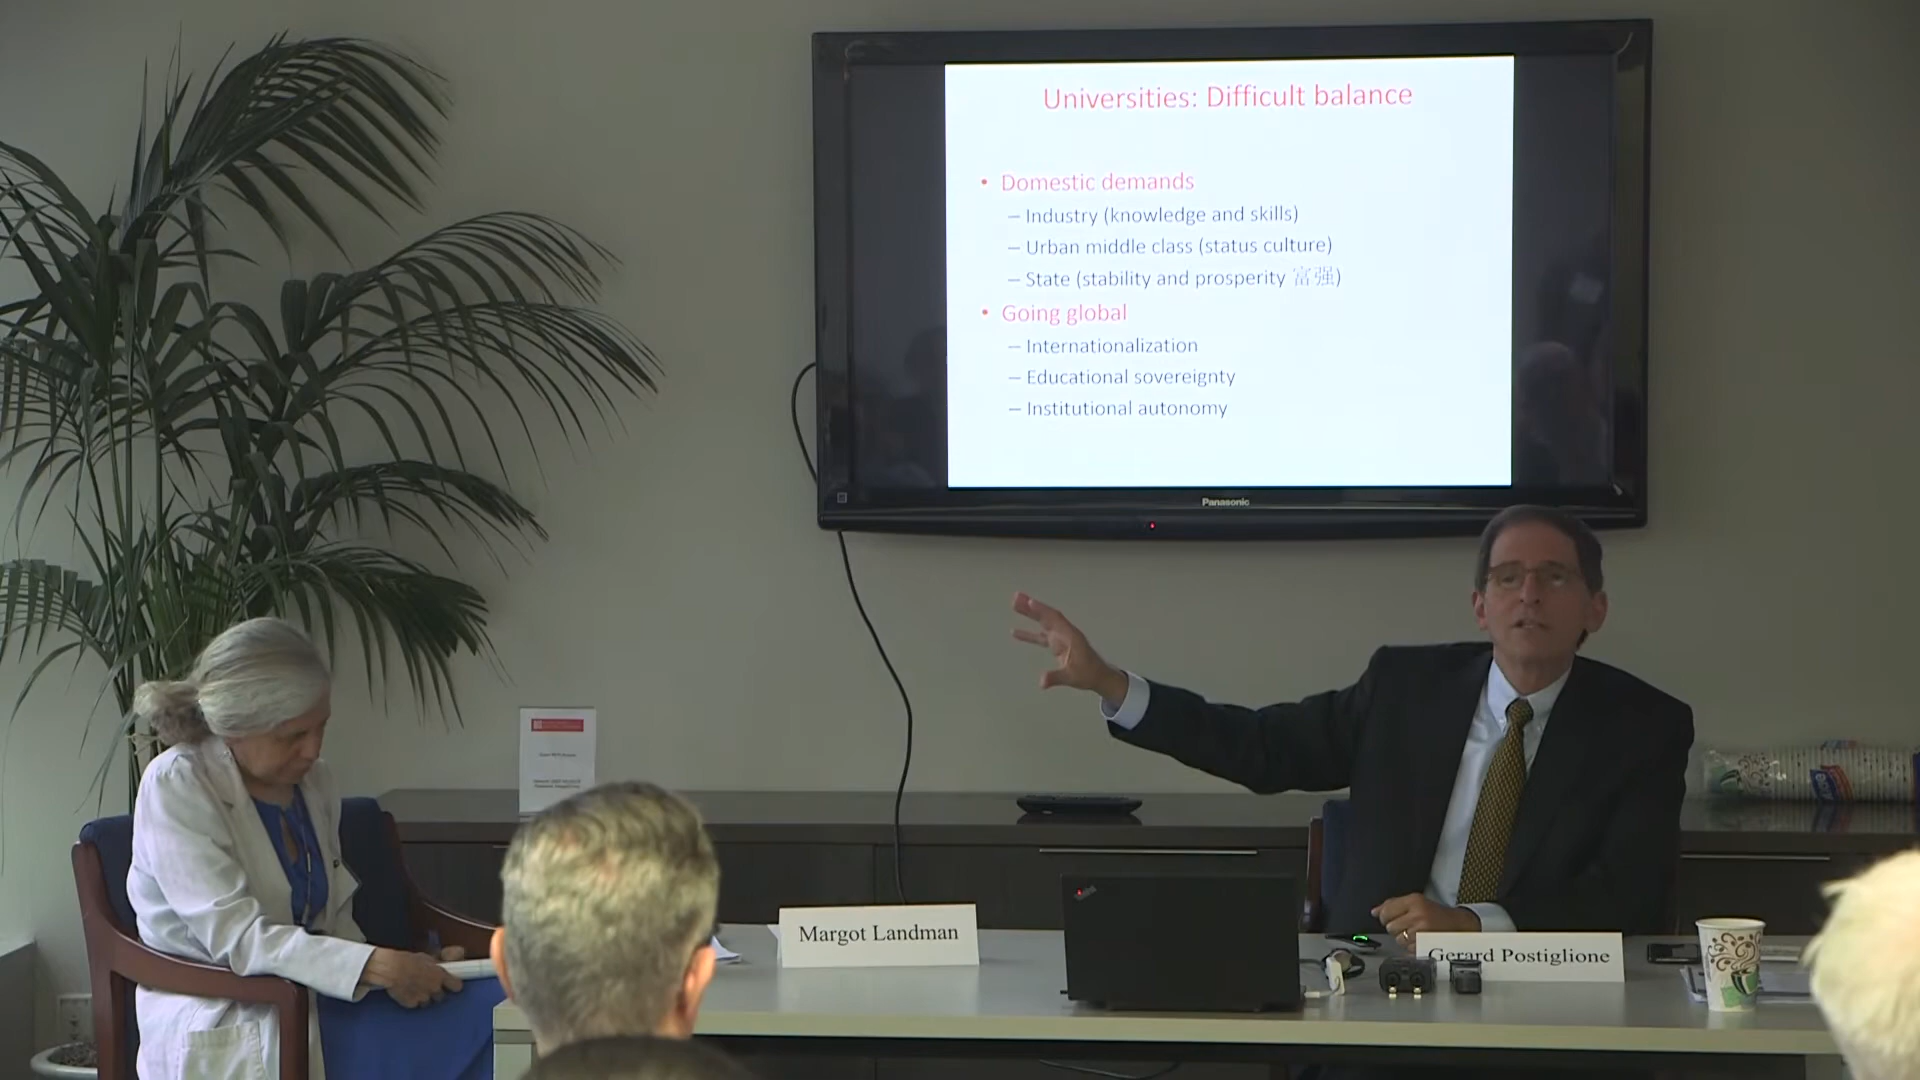 Universities: Difficult balance
• Domestic demands
– Industry (knowledge and skills)
– Urban middle class (status culture)
– State (stability and prosperity 富强)
• Going global
– Internationalization
– Educational sovereignty
– Institutional autonomy
Panasonic
Margot Landman
Gerard Postiglione